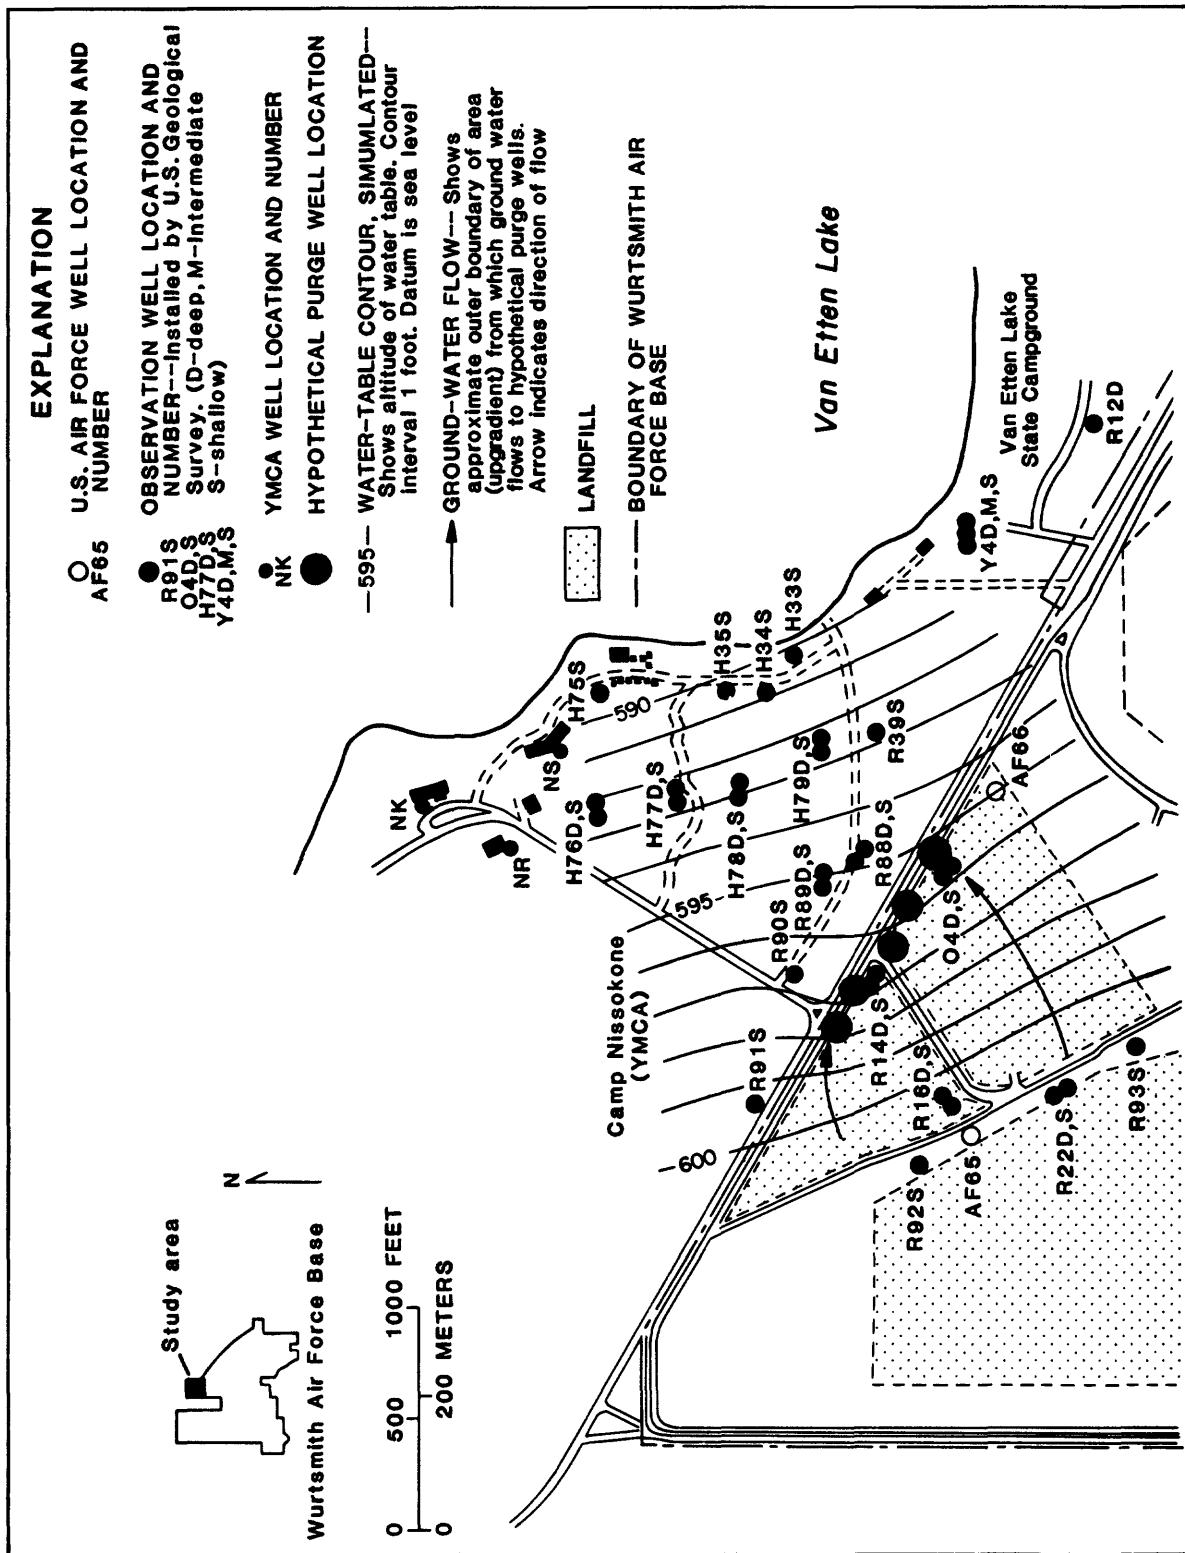 EXPLANATION
AF65
U.S. AIR FORCE WELL LOCATION AND
NUMBER
R91S
O4D,S
H77D,S
Y4D,M,S
OBSERVATION WELL LOCATION AND
NUMBER--Installed by U.S. Geological
Survey. (D-deep, M-Intermediate
S-shallow)
NK
YMCA WELL LOCATION AND NUMBER
HYPOTHETICAL PURGE WELL LOCATION
—595— WATER-TABLE CONTOUR, SIMUMLATED--
Shows altitude of water table. Contour
interval 1 foot. Datum is sea level
GROUND-WATER FLOW-- Shows
approximate outer boundary of area
(upgradient) from which ground water
flows to hypothetical purge wells.
Arrow indicates direction of flow
LANDFILL
BOUNDARY OF WURTSMITH AIR
FORCE BASE
Study area
N
Wurtsmith Air Force Base
0 500 1000 FEET
0 200 METERS
Van Etten Lake
Van Etten Lake
State Campground
R12D
Y4D,M,S
NK
NR
NS
H75S
H76D,S
590
H77D,S
H35S
H34S
H33S
H78D,S
H79D,S
R39S
595
R89D,S
R88D,S
R90S
Camp Nissokone
(YMCA)
R91S
600
R14D,S
O4D,S
AF66
R16D,S
R92S
AF65
R22D,S
R93S